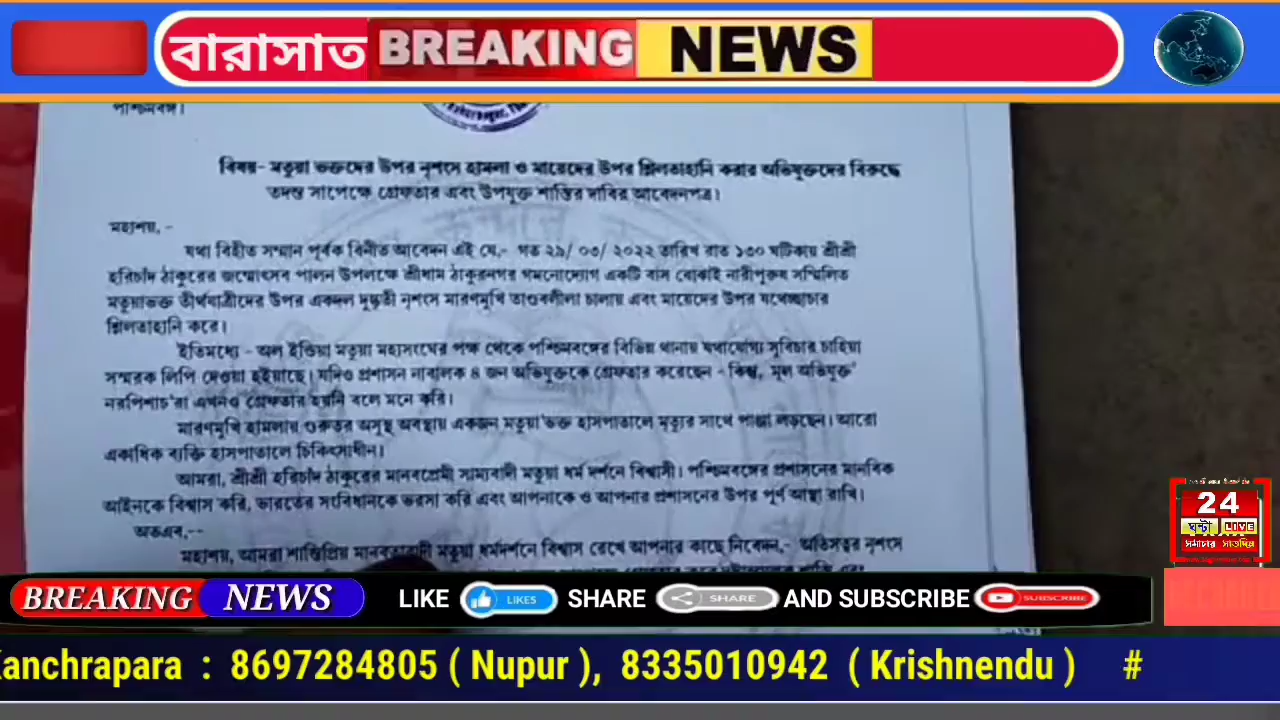 বারাসাত BREAKING NEWS
পশ্চিমবঙ্গ।
বিষয়- মতুয়া ভক্তদের উপর নৃশংস হামলা ও মায়েদের উপর শ্লিলতাহানি করার অভিযুক্তদের বিরুদ্ধে
তদন্ত সাপেক্ষে গ্রেফতার এবং উপযুক্ত শাস্তির দাবির আবেদনপত্র।
মহাশয়, -
যথা বিহীত সম্মান পূর্বক বিনীত আবেদন এই যে,- গত ২৯/ ০৩/ ২০২২ তারিখ রাত ১৩০ ঘটিকায় শ্রীশ্রী
হরিচাঁদ ঠাকুরের জন্মোৎসব পালন উপলক্ষে শ্রীধাম ঠাকুরনগর গমনোদ্যোগ একটি বাস বোঝাই নারীপুরুষ সম্মিলিত
মতুয়াভক্ত তীর্থযাত্রীদের উপর একদল দুষ্কৃতী নৃশংস মারণমুখি তাণ্ডবলীলা চালায় এবং মায়েদের উপর যথেচ্ছাচার
শ্লিলতাহানি করে।
ইতিমধ্যে - অল ইন্ডিয়া মতুয়া মহাসংঘের পক্ষ থেকে পশ্চিমবঙ্গের বিভিন্ন থানায় যথাযোগ্য সুবিচার চাহিয়া
সম্মরক লিপি দেওয়া হইয়াছে। যদিও প্রশাসন নাবালক ৪ জন অভিযুক্তকে গ্রেফতার করেছেন - কিন্তু, মূল অভিযুক্ত'
নরপিশাচ'রা এখনও গ্রেফতার হয়নি বলে মনে করি।
মারণমুখি হামলায় গুরুতর অসুস্থ অবস্থায় একজন মতুয়া'ভক্ত হাসপাতালে মৃত্যুর সাথে পাঞ্জা লড়ছেন। আরো
একাধিক ব্যক্তি হাসপাতালে চিকিৎসাধীন।
আমরা, শ্রীশ্রী হরিচাঁদ ঠাকুরের মানবপ্রেমী সাম্যবাদী মতুয়া ধর্ম দর্শনে বিশ্বাসী। পশ্চিমবঙ্গের প্রশাসনের মানবিক
আইনকে বিশ্বাস করি, ভারতের সংবিধানকে ভরসা করি এবং আপনাকে ও আপনার প্রশাসনের উপর পূর্ণ আস্থা রাখি।
অতএব,--
মহাশয়, আমরা শান্তিপ্রিয় মানবতাবাদী মতুয়া ধর্মদর্শনে বিশ্বাস রেখে আপনার কাছে নিবেদন,- অতিসত্বর নৃশংস
24
ঘন্টা LIVE
সমাচার সাতদিন
BREAKING NEWS LIKE LIKES SHARE SHARE AND SUBSCRIBE SUBSCRIBE
Kanchrapara : 8697284805 ( Nupur ), 8335010942 ( Krishnendu ) #